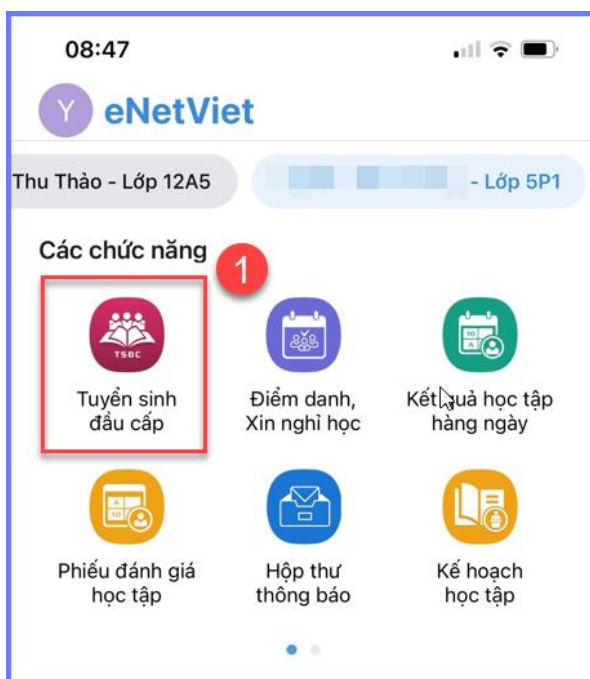 08:47
Y eNetViet
Thu Thảo - Lớp 12A5
- Lớp 5P1
Các chức năng
1
TSĐC
Tuyển sinh
đầu cấp
Điểm danh,
Xin nghỉ học
Kết quả học tập
hàng ngày
Phiếu đánh giá
học tập
Hộp thư
thông báo
Kế hoạch
học tập